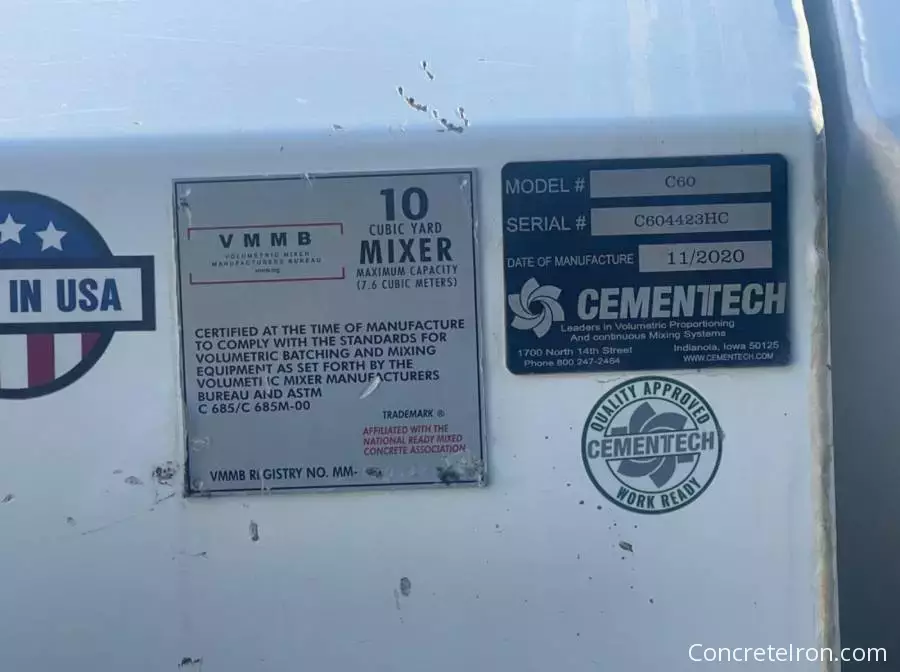 IN USA
VMMB
VOLUMETRIC MIXER
MANUFACTURERS BUREAU
vmmb.org
10
CUBIC YARD
MIXER
MAXIMUM CAPACITY
(7.6 CUBIC METERS)
CERTIFIED AT THE TIME OF MANUFACTURE
TO COMPLY WITH THE STANDARDS FOR
VOLUMETRIC BATCHING AND MIXING
EQUIPMENT AS SET FORTH BY THE
VOLUMETRIC MIXER MANUFACTURERS
BUREAU AND ASTM
C 685/C 685M-00
TRADEMARK ®
AFFILIATED WITH THE
NATIONAL READY MIXED
CONCRETE ASSOCIATION
VMMB REGISTRY NO. MM-
MODEL # C60
SERIAL # C604423HC
DATE OF MANUFACTURE 11/2020
CEMENTECH
Leaders in Volumetric Proportioning
And continuous Mixing Systems
1700 North 14th Street Indianola, Iowa 50125
Phone 800 247-2464 WWW.CEMENTECH.COM
QUALITY APPROVED
CEMENTECH
WORK READY
ConcreteIron.com